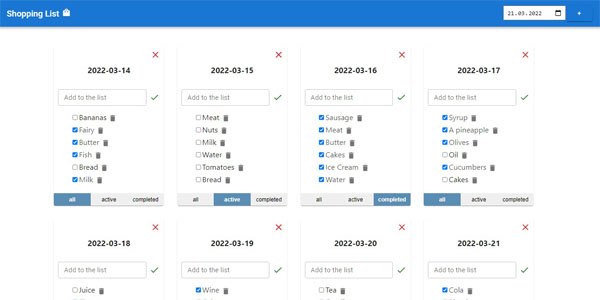 Shopping List
21.03.2022
+
2022-03-14
Add to the list
Bananas
Fairy
Butter
Fish
Bread
Milk
all active completed
2022-03-15
Add to the list
Meat
Nuts
Milk
Water
Tomatoes
Bread
all active completed
2022-03-16
Add to the list
Sausage
Meat
Butter
Cakes
Ice Cream
Water
all active completed
2022-03-17
Add to the list
Syrup
A pineapple
Olives
Oil
Cucumbers
Cakes
all active completed
2022-03-18
Add to the list
Juice
2022-03-19
Add to the list
Wine
2022-03-20
Add to the list
Tea
2022-03-21
Add to the list
Cola